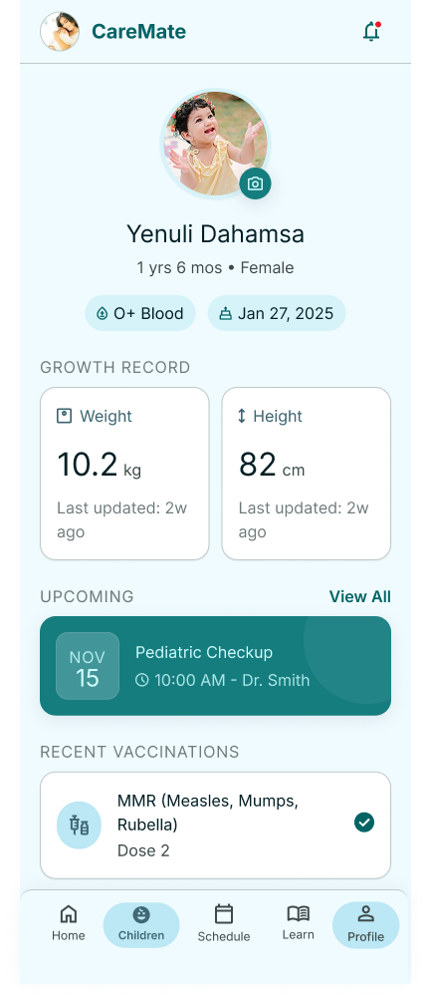 CareMate
Yenuli Dahamsa
1 yrs 6 mos • Female
O+ Blood
Jan 27, 2025
GROWTH RECORD
Weight
10.2 kg
Last updated: 2w
ago
Height
82 cm
Last updated: 2w
ago
UPCOMING
View All
NOV
15
Pediatric Checkup
10:00 AM - Dr. Smith
RECENT VACCINATIONS
MMR (Measles, Mumps,
Rubella)
Dose 2
Home
Children
Schedule
Learn
Profile